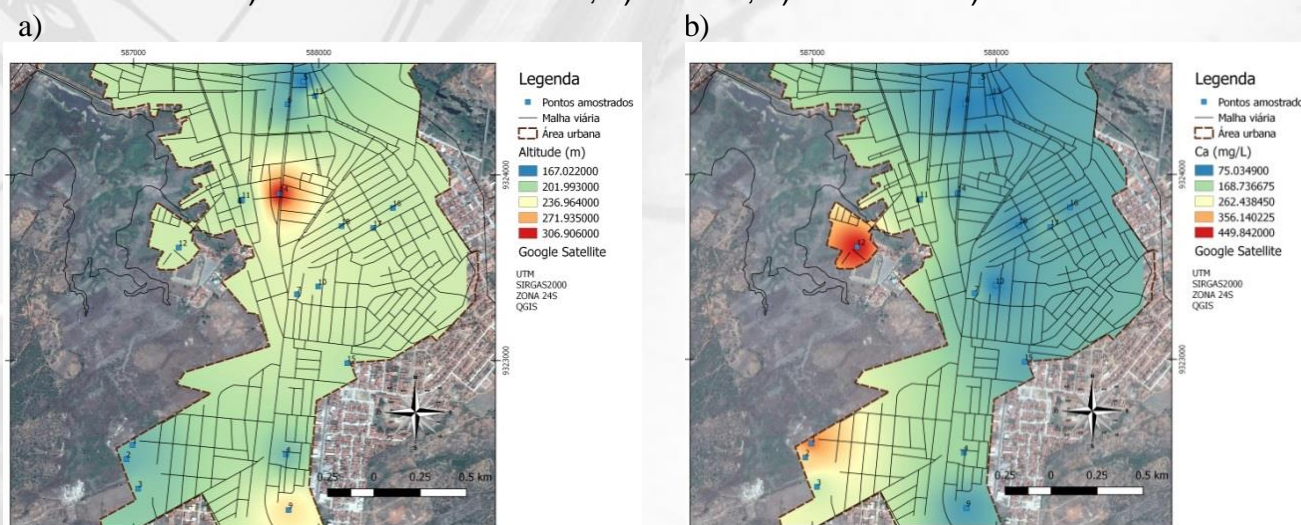 a)
b)
587000
588000
Legenda
Pontos amostrados
Malha viária
Área urbana
Altitude (m)
167.022000
201.993000
236.964000
271.935000
306.906000
Google Satellite
UTM
SIRGAS2000
ZONA 24S
QGIS
9324000
9323000
0.25 0 0.25 0.5 km
587000
588000
Legenda
Pontos amostrado
Malha viária
Área urbana
Ca (mg/L)
75.034900
168.736675
262.438450
356.140225
449.842000
Google Satellite
UTM
SIRGAS2000
ZONA 24S
QGIS
9324000
9323000
0.25 0 0.25 0.5 km